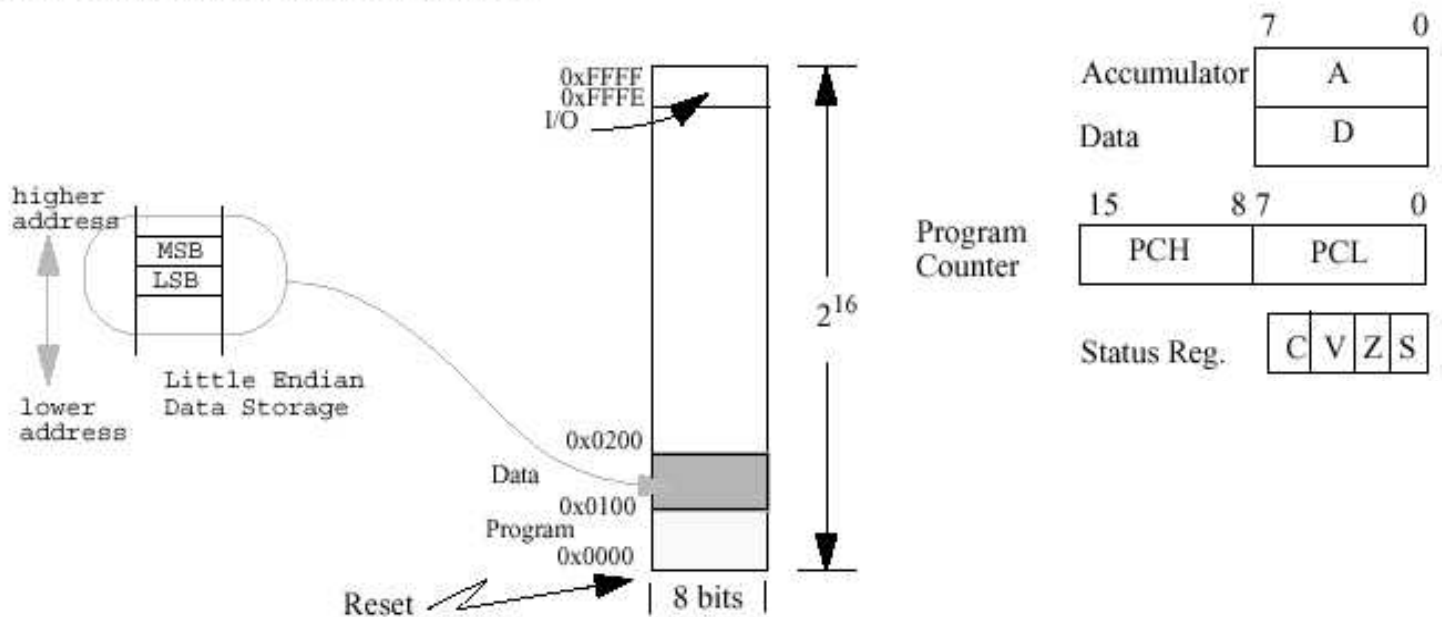 0xFFFF
0xFFFE
I/O
higher
address
MSB
LSB
Little Endian
Data Storage
lower
address
0x0200
Data
0x0100
Program
0x0000
Reset
8 bits
2^16
7 0
Accumulator A
Data D
15 8 7 0
Program
Counter
PCH PCL
Status Reg. C V Z S